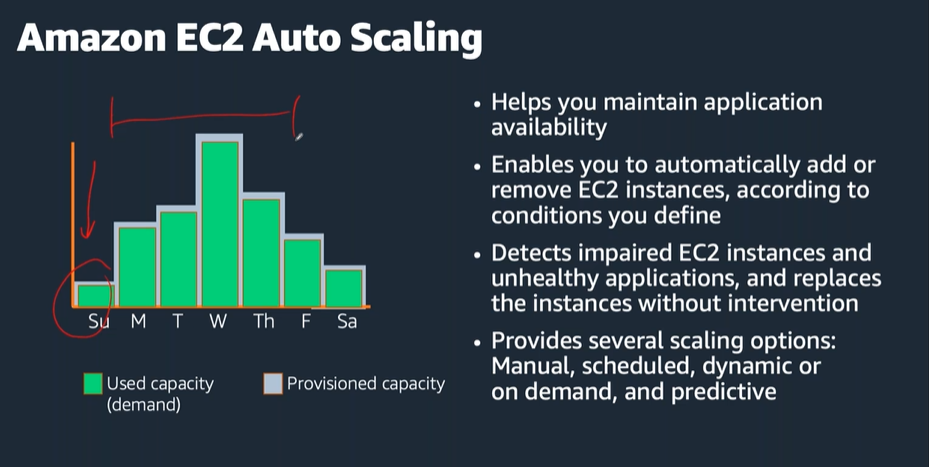 Amazon EC2 Auto Scaling
Su M T W Th F Sa
Used capacity
(demand)
Provisioned capacity
• Helps you maintain application
availability
• Enables you to automatically add or
remove EC2 instances, according to
conditions you define
• Detects impaired EC2 instances and
unhealthy applications, and replaces
the instances without intervention
• Provides several scaling options:
Manual, scheduled, dynamic or
on demand, and predictive